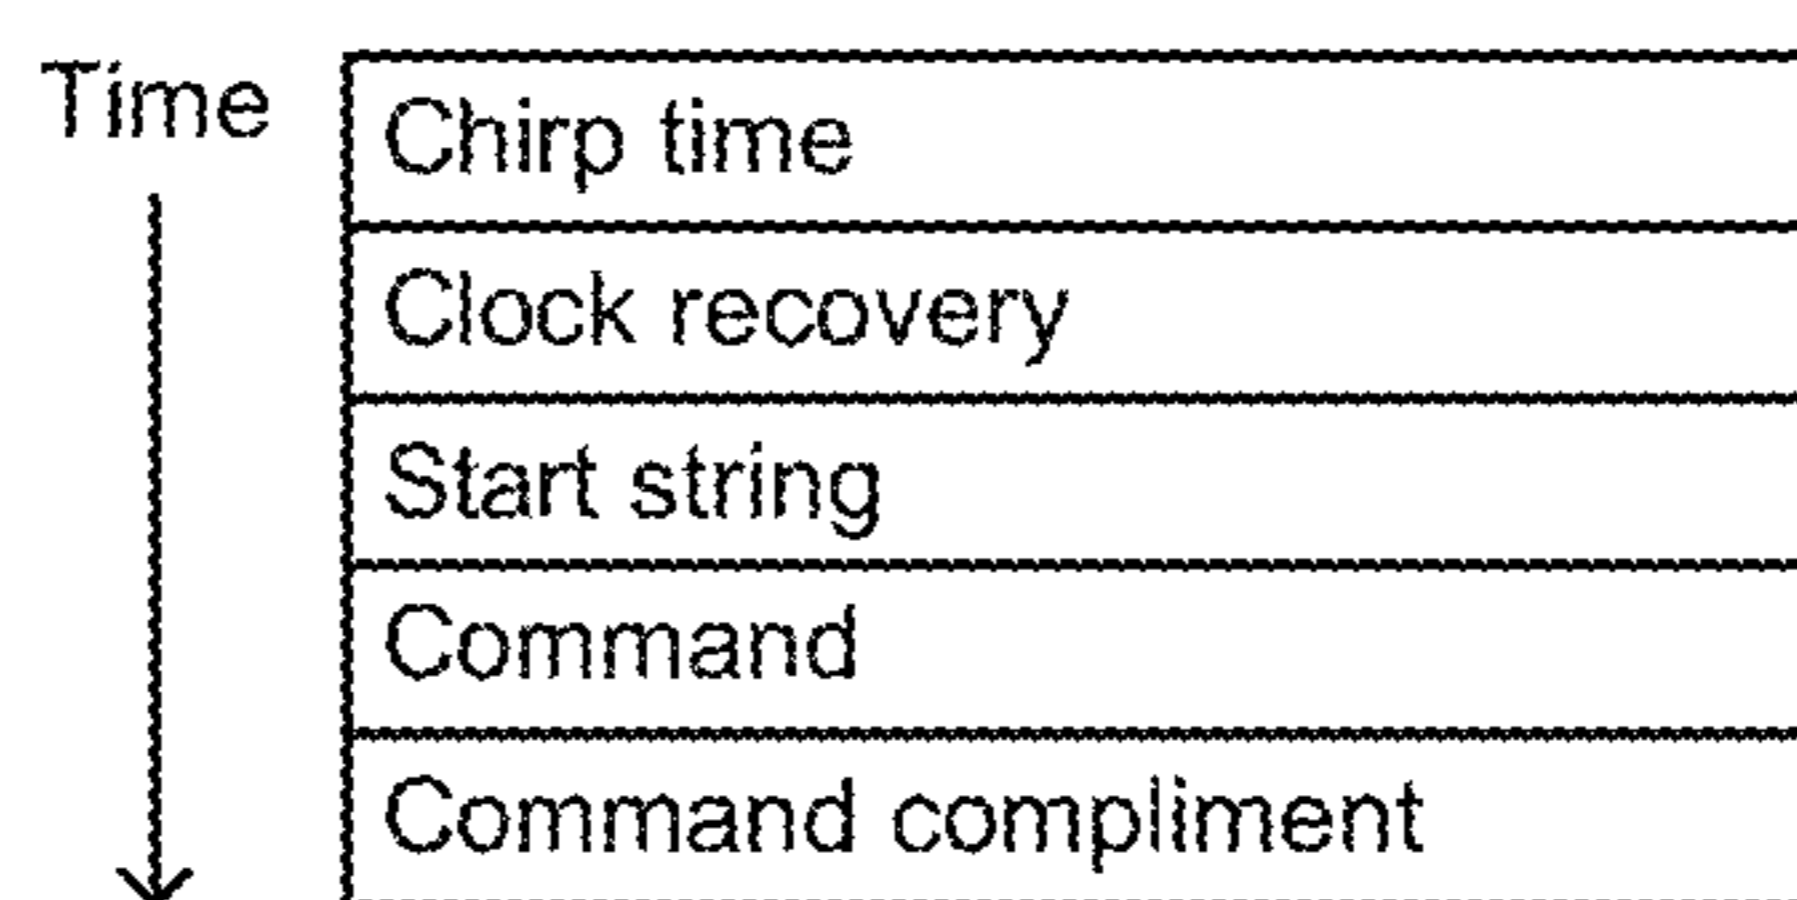 Time
Chirp time
Clock recovery
Start string
Command
Command compliment